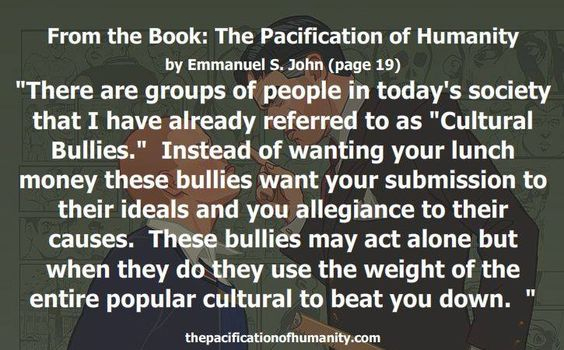 From the Book: The Pacification of Humanity
by Emmanuel S. John (page 19)
"There are groups of people in today's society
that I have already referred to as "Cultural
Bullies."  Instead of wanting your lunch
money these bullies want your submission to
their ideals and you allegiance to their
causes.  These bullies may act alone but
when they do they use the weight of the
entire popular cultural to beat you down.  "
thepacificationofhumanity.com